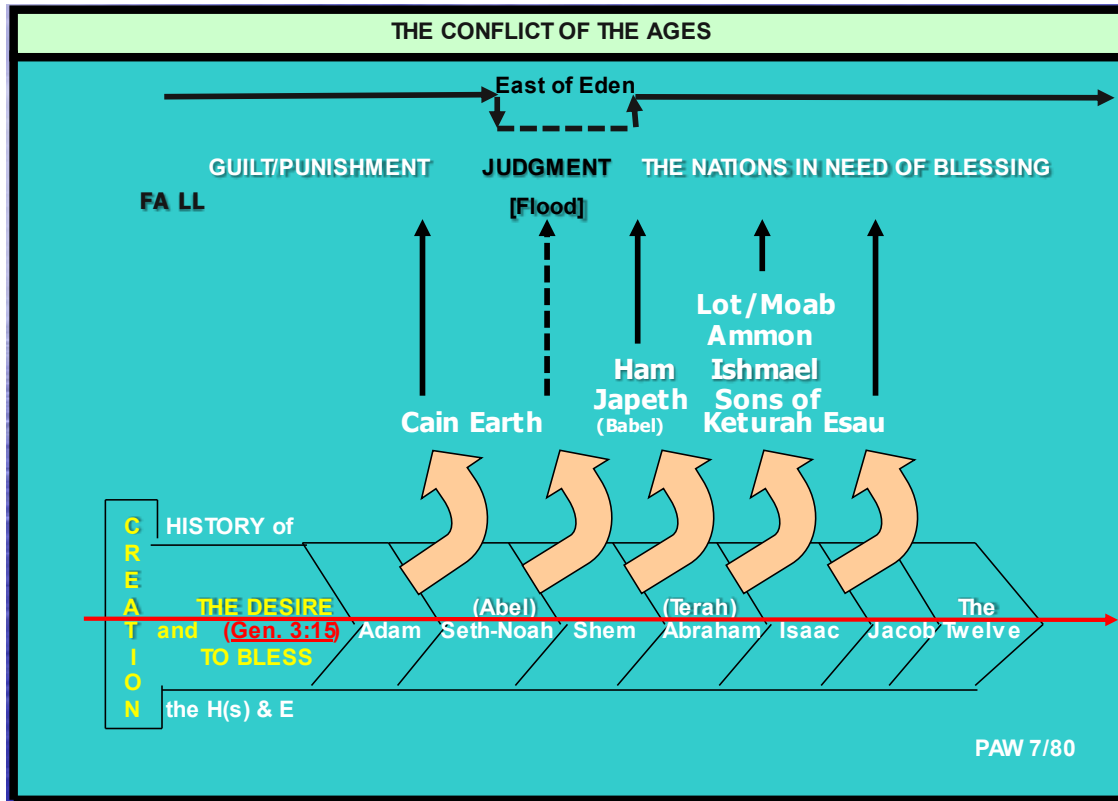 THE CONFLICT OF THE AGES
East of Eden
GUILT/PUNISHMENT
JUDGMENT
THE NATIONS IN NEED OF BLESSING
FA LL
[Flood]
Lot/Moab
Ammon
Ham
Ishmael
Japeth
Sons of
(Babel)
Cain Earth
Keturah Esau
CREATION
HISTORY of
THE DESIRE
(Abel)
(Terah)
The
and (Gen. 3:15)
Adam
Seth-Noah
Shem
Abraham
Isaac
Jacob
Twelve
TO BLESS
the H(s) & E
PAW 7/80